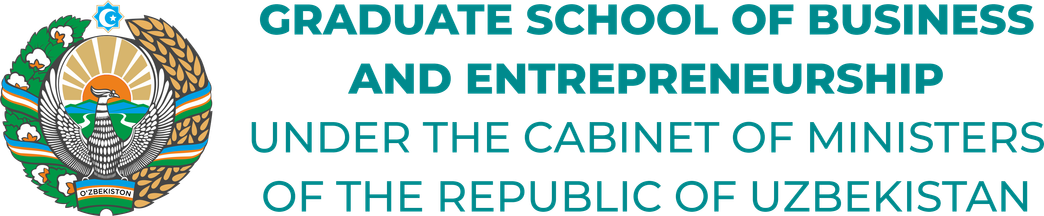 GRADUATE SCHOOL OF BUSINESS
AND ENTREPRENEURSHIP
UNDER THE CABINET OF MINISTERS
OF THE REPUBLIC OF UZBEKISTAN
O'ZBEKISTON